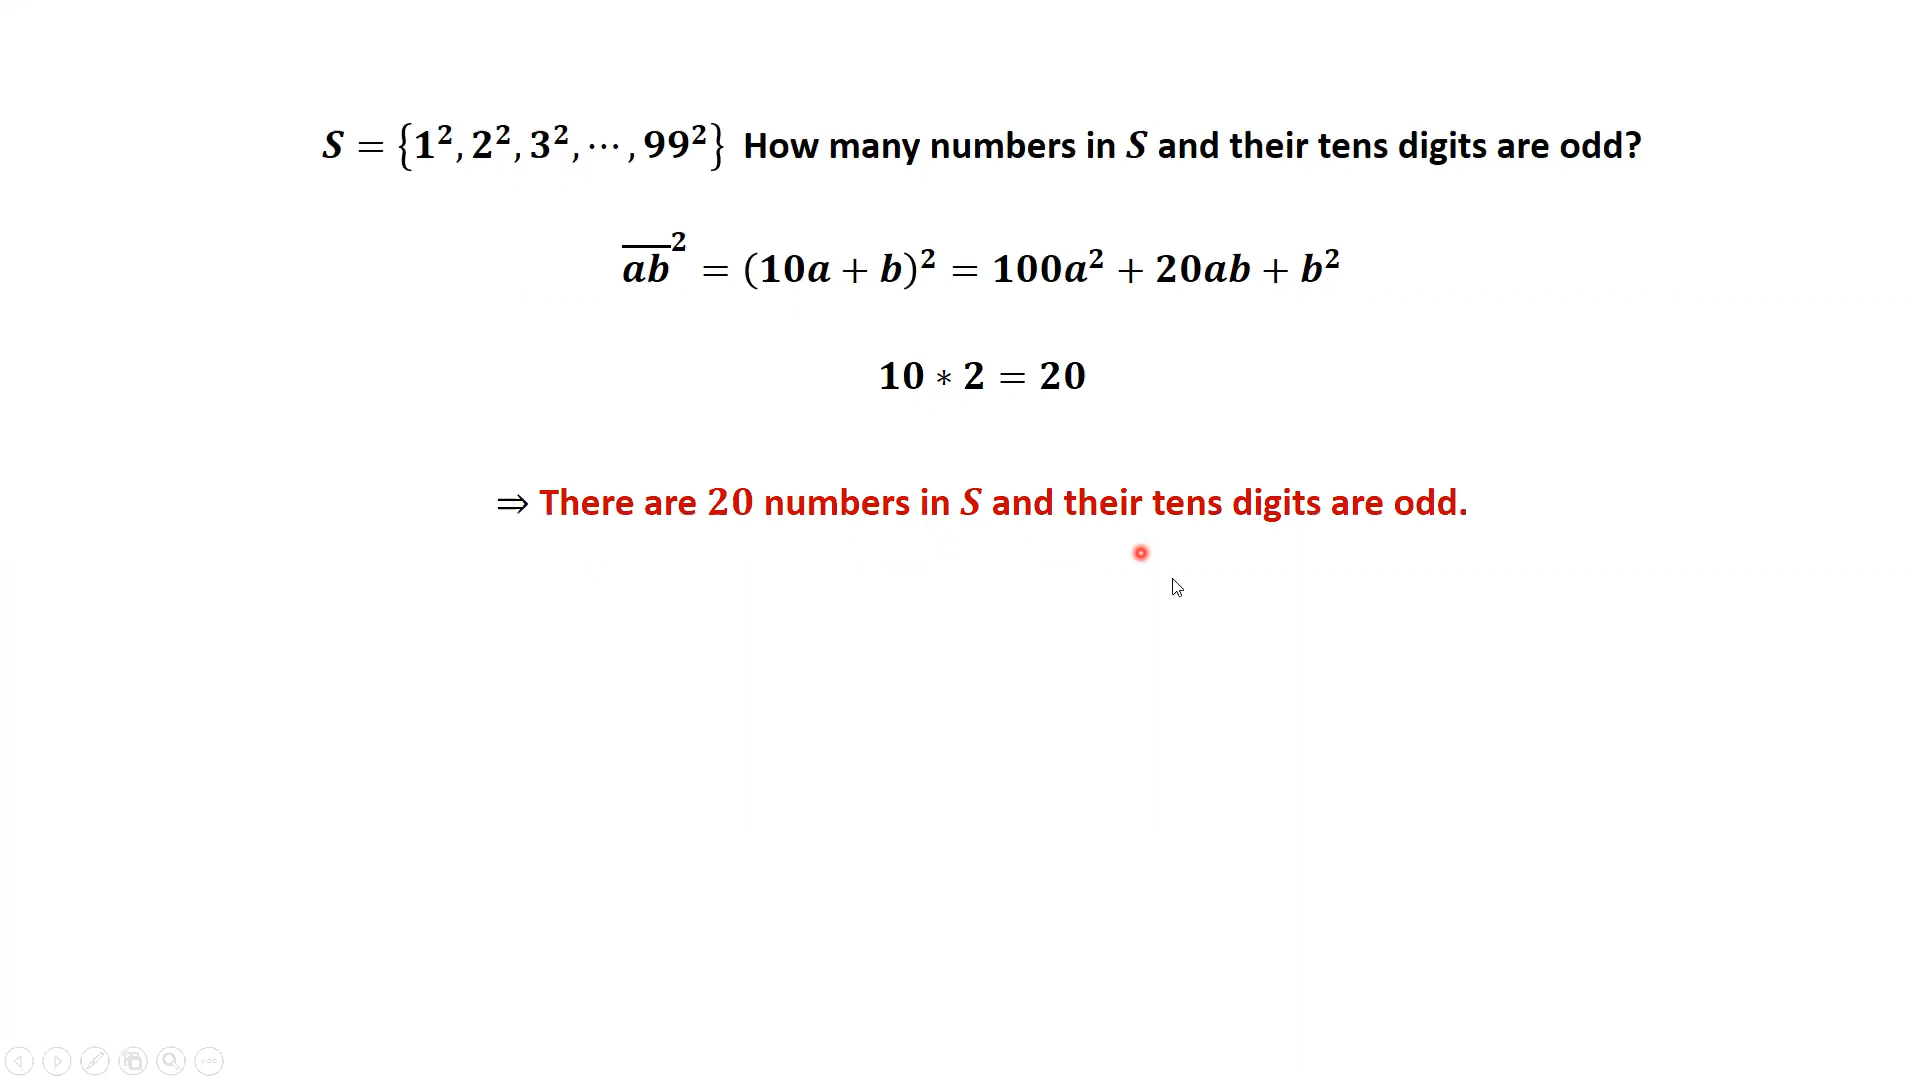 S = {1², 2², 3², ⋯, 99²} How many numbers in S and their tens digits are odd?
\overline{ab}² = (10a + b)² = 100a² + 20ab + b²
10 ∗ 2 = 20
⇒ There are 20 numbers in S and their tens digits are odd.